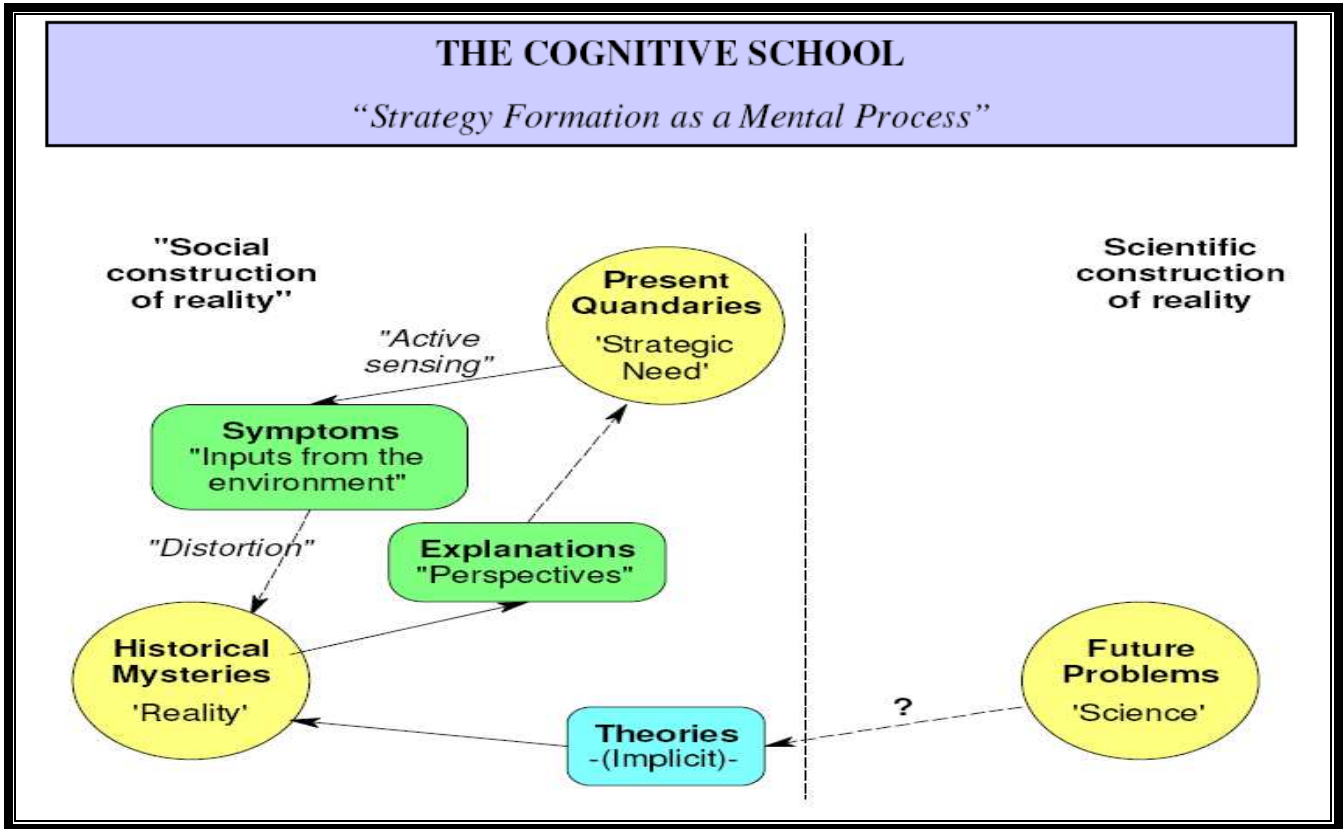 THE COGNITIVE SCHOOL
“Strategy Formation as a Mental Process”
"Social
construction
of reality"
Scientific
construction
of reality
Present
Quandaries
'Strategic
Need'
"Active
sensing"
Symptoms
"Inputs from the
environment"
"Distortion"
Explanations
"Perspectives"
Historical
Mysteries
'Reality'
Theories
-(Implicit)-
?
Future
Problems
'Science'